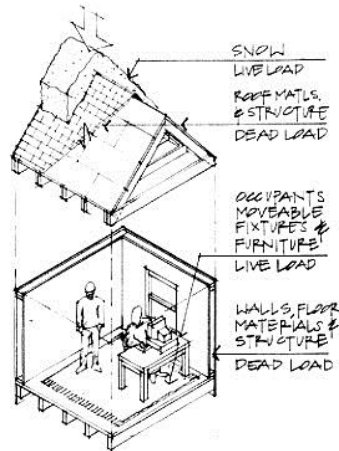 SNOW
LIVE LOAD
ROOF MATLS,
& STRUCTURE
DEAD LOAD
OCCUPANTS
MOVEABLE
FIXTURES &
FURNITURE
LIVE LOAD
WALLS, FLOOR
MATERIALS &
STRUCTURE
DEAD LOAD